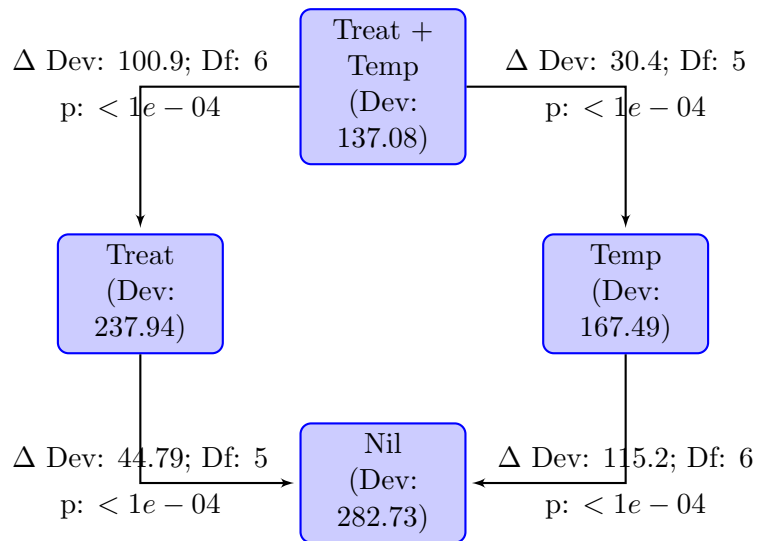 Treat +
Temp
(Dev:
137.08)
Δ Dev: 100.9; Df: 6
p: < 1e − 04
Δ Dev: 30.4; Df: 5
p: < 1e − 04
Treat
(Dev:
237.94)
Temp
(Dev:
167.49)
Δ Dev: 44.79; Df: 5
p: < 1e − 04
Nil
(Dev:
282.73)
Δ Dev: 115.2; Df: 6
p: < 1e − 04